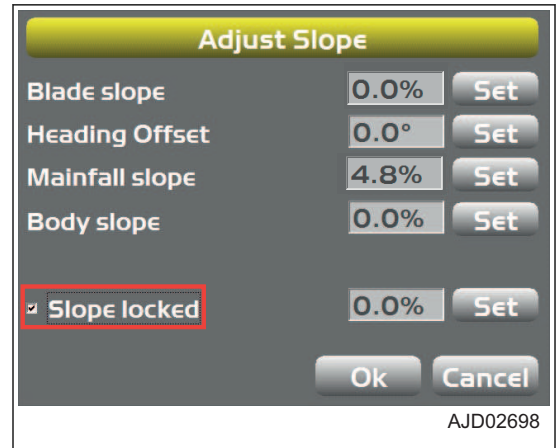 Adjust Slope
Blade slope 0.0% Set
Heading Offset 0.0° Set
Mainfall slope 4.8% Set
Body slope 0.0% Set
Slope locked 0.0% Set
Ok Cancel
AJD02698